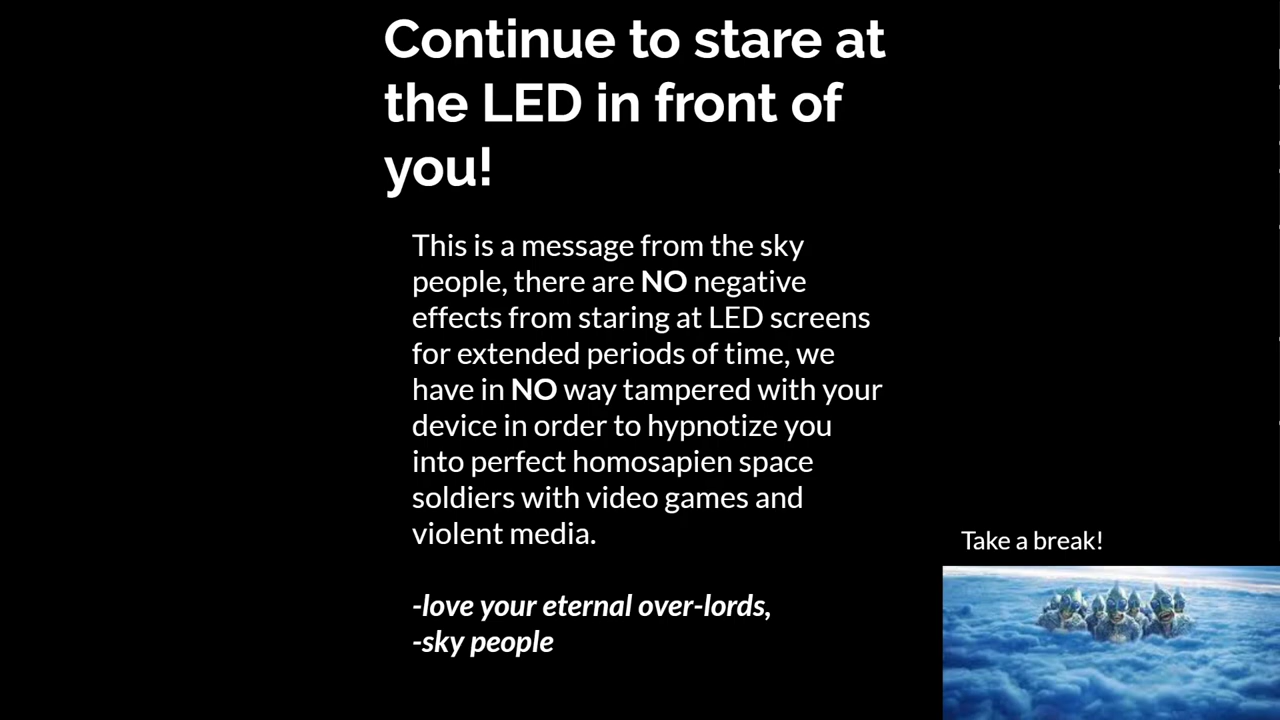 Continue to stare at
the LED in front of
you!
This is a message from the sky
people, there are NO negative
effects from staring at LED screens
for extended periods of time, we
have in NO way tampered with your
device in order to hypnotize you
into perfect homosapien space
soldiers with video games and
violent media.
-love your eternal over-lords,
-sky people
Take a break!